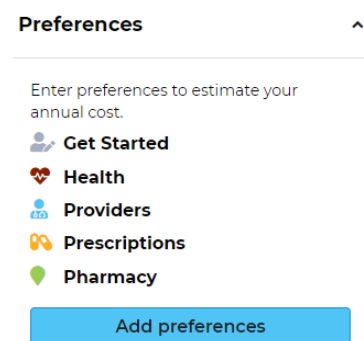 Preferences
Enter preferences to estimate your
annual cost.
Get Started
Health
Providers
Prescriptions
Pharmacy
Add preferences